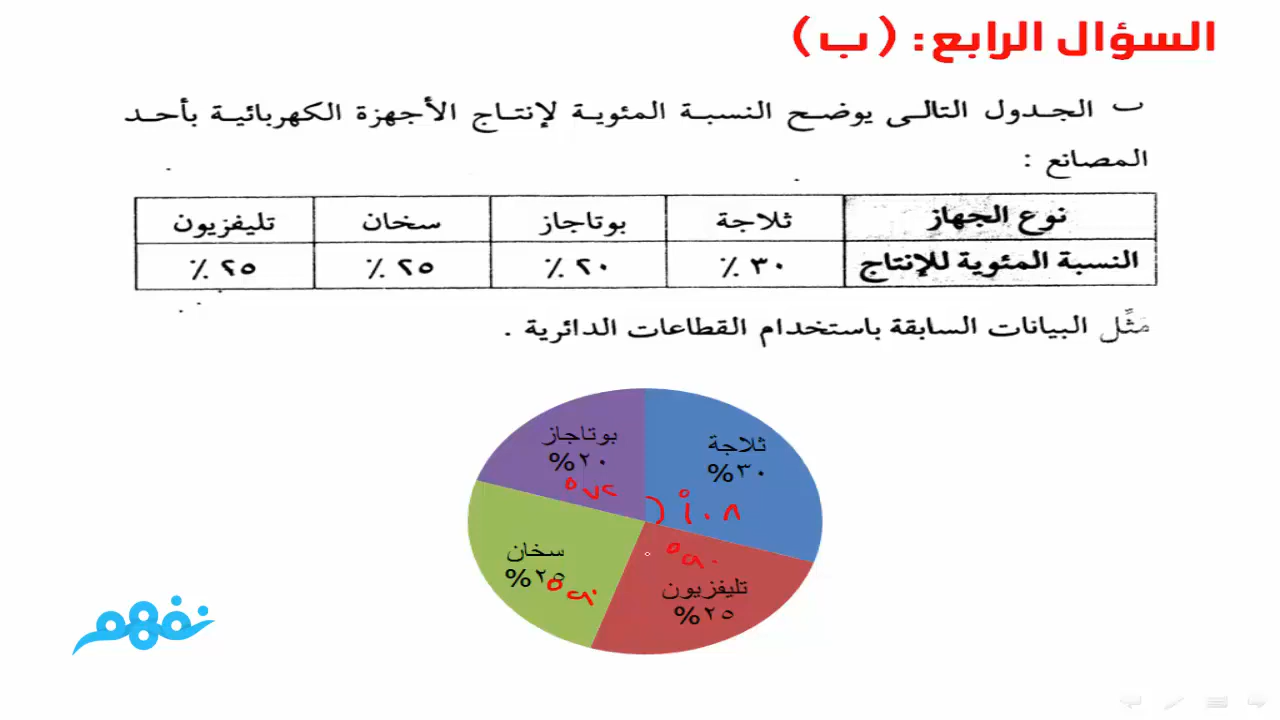 السؤال الرابع: (ب)
ب الجدول التالى يوضح النسبة المئوية لإنتاج الأجهزة الكهربائية بأحد
المصانع :
نوع الجهاز ثلاجة بوتاجاز سخان تليفزيون
النسبة المئوية للإنتاج ٣٠ ٪ ٢٠ ٪ ٢٥ ٪ ٢٥ ٪
مَثِّل البيانات السابقة باستخدام القطاعات الدائرية .
بوتاجاز
٢٠%
٧٢°
ثلاجة
٣٠%
١٠٨°
سخان
٢٥%
٩٠°
٩٠°
تليفزيون
٢٥%
نفهم